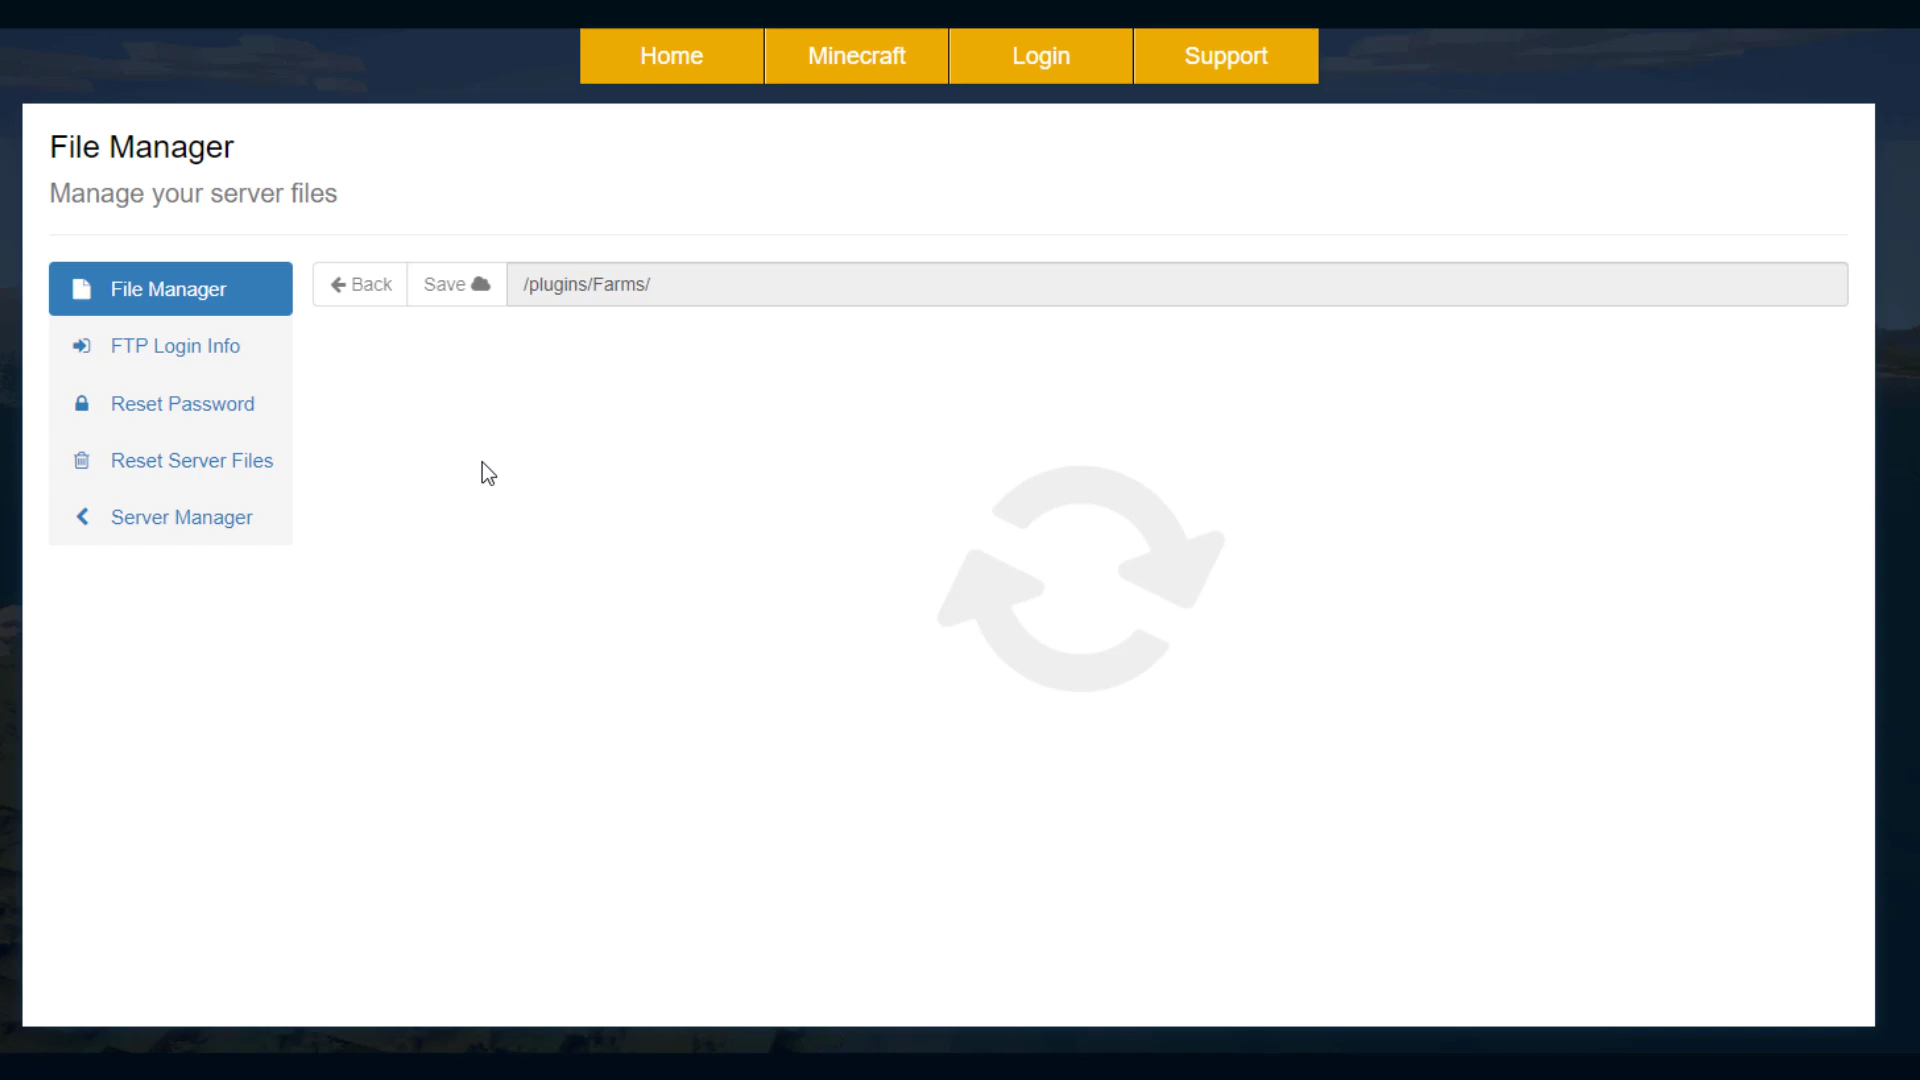 Home
Minecraft
Login
Support
File Manager
Manage your server files
File Manager
FTP Login Info
Reset Password
Reset Server Files
Server Manager
Back
Save
/plugins/Farms/